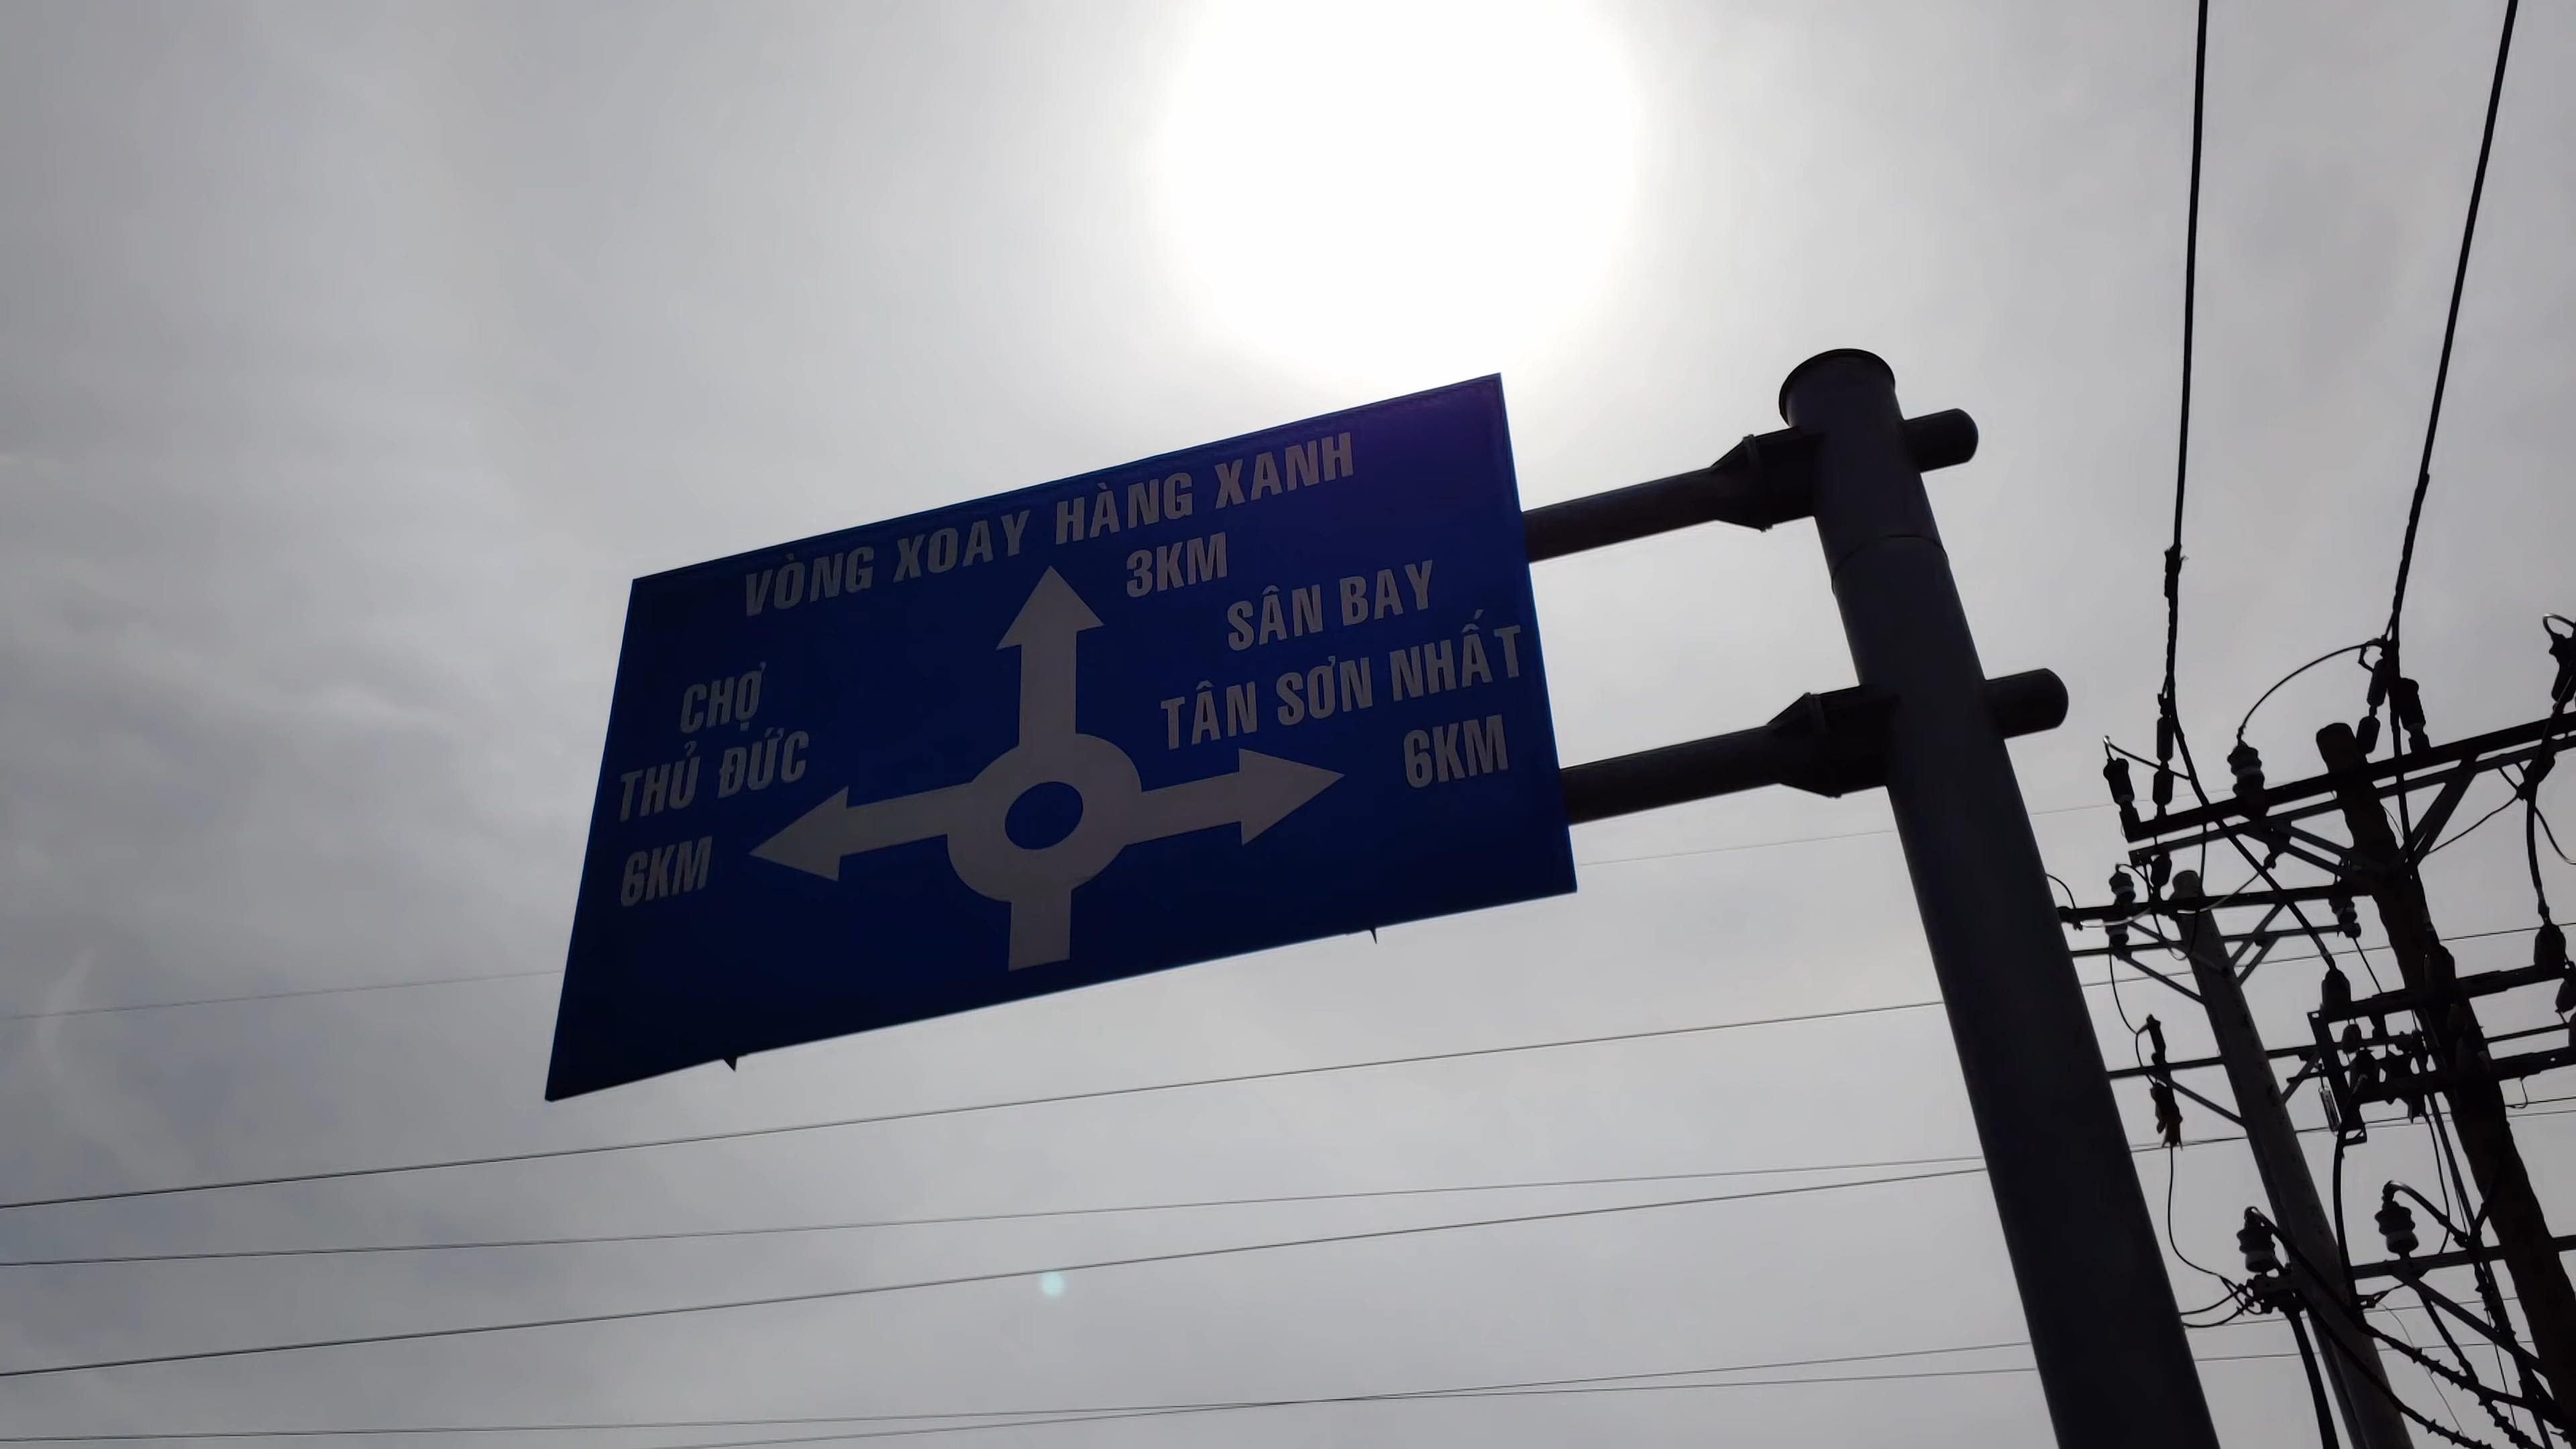 VÒNG XOAY HÀNG XANH
3KM
SÂN BAY
TÂN SƠN NHẤT
6KM
CHỢ
THỦ ĐỨC
6KM